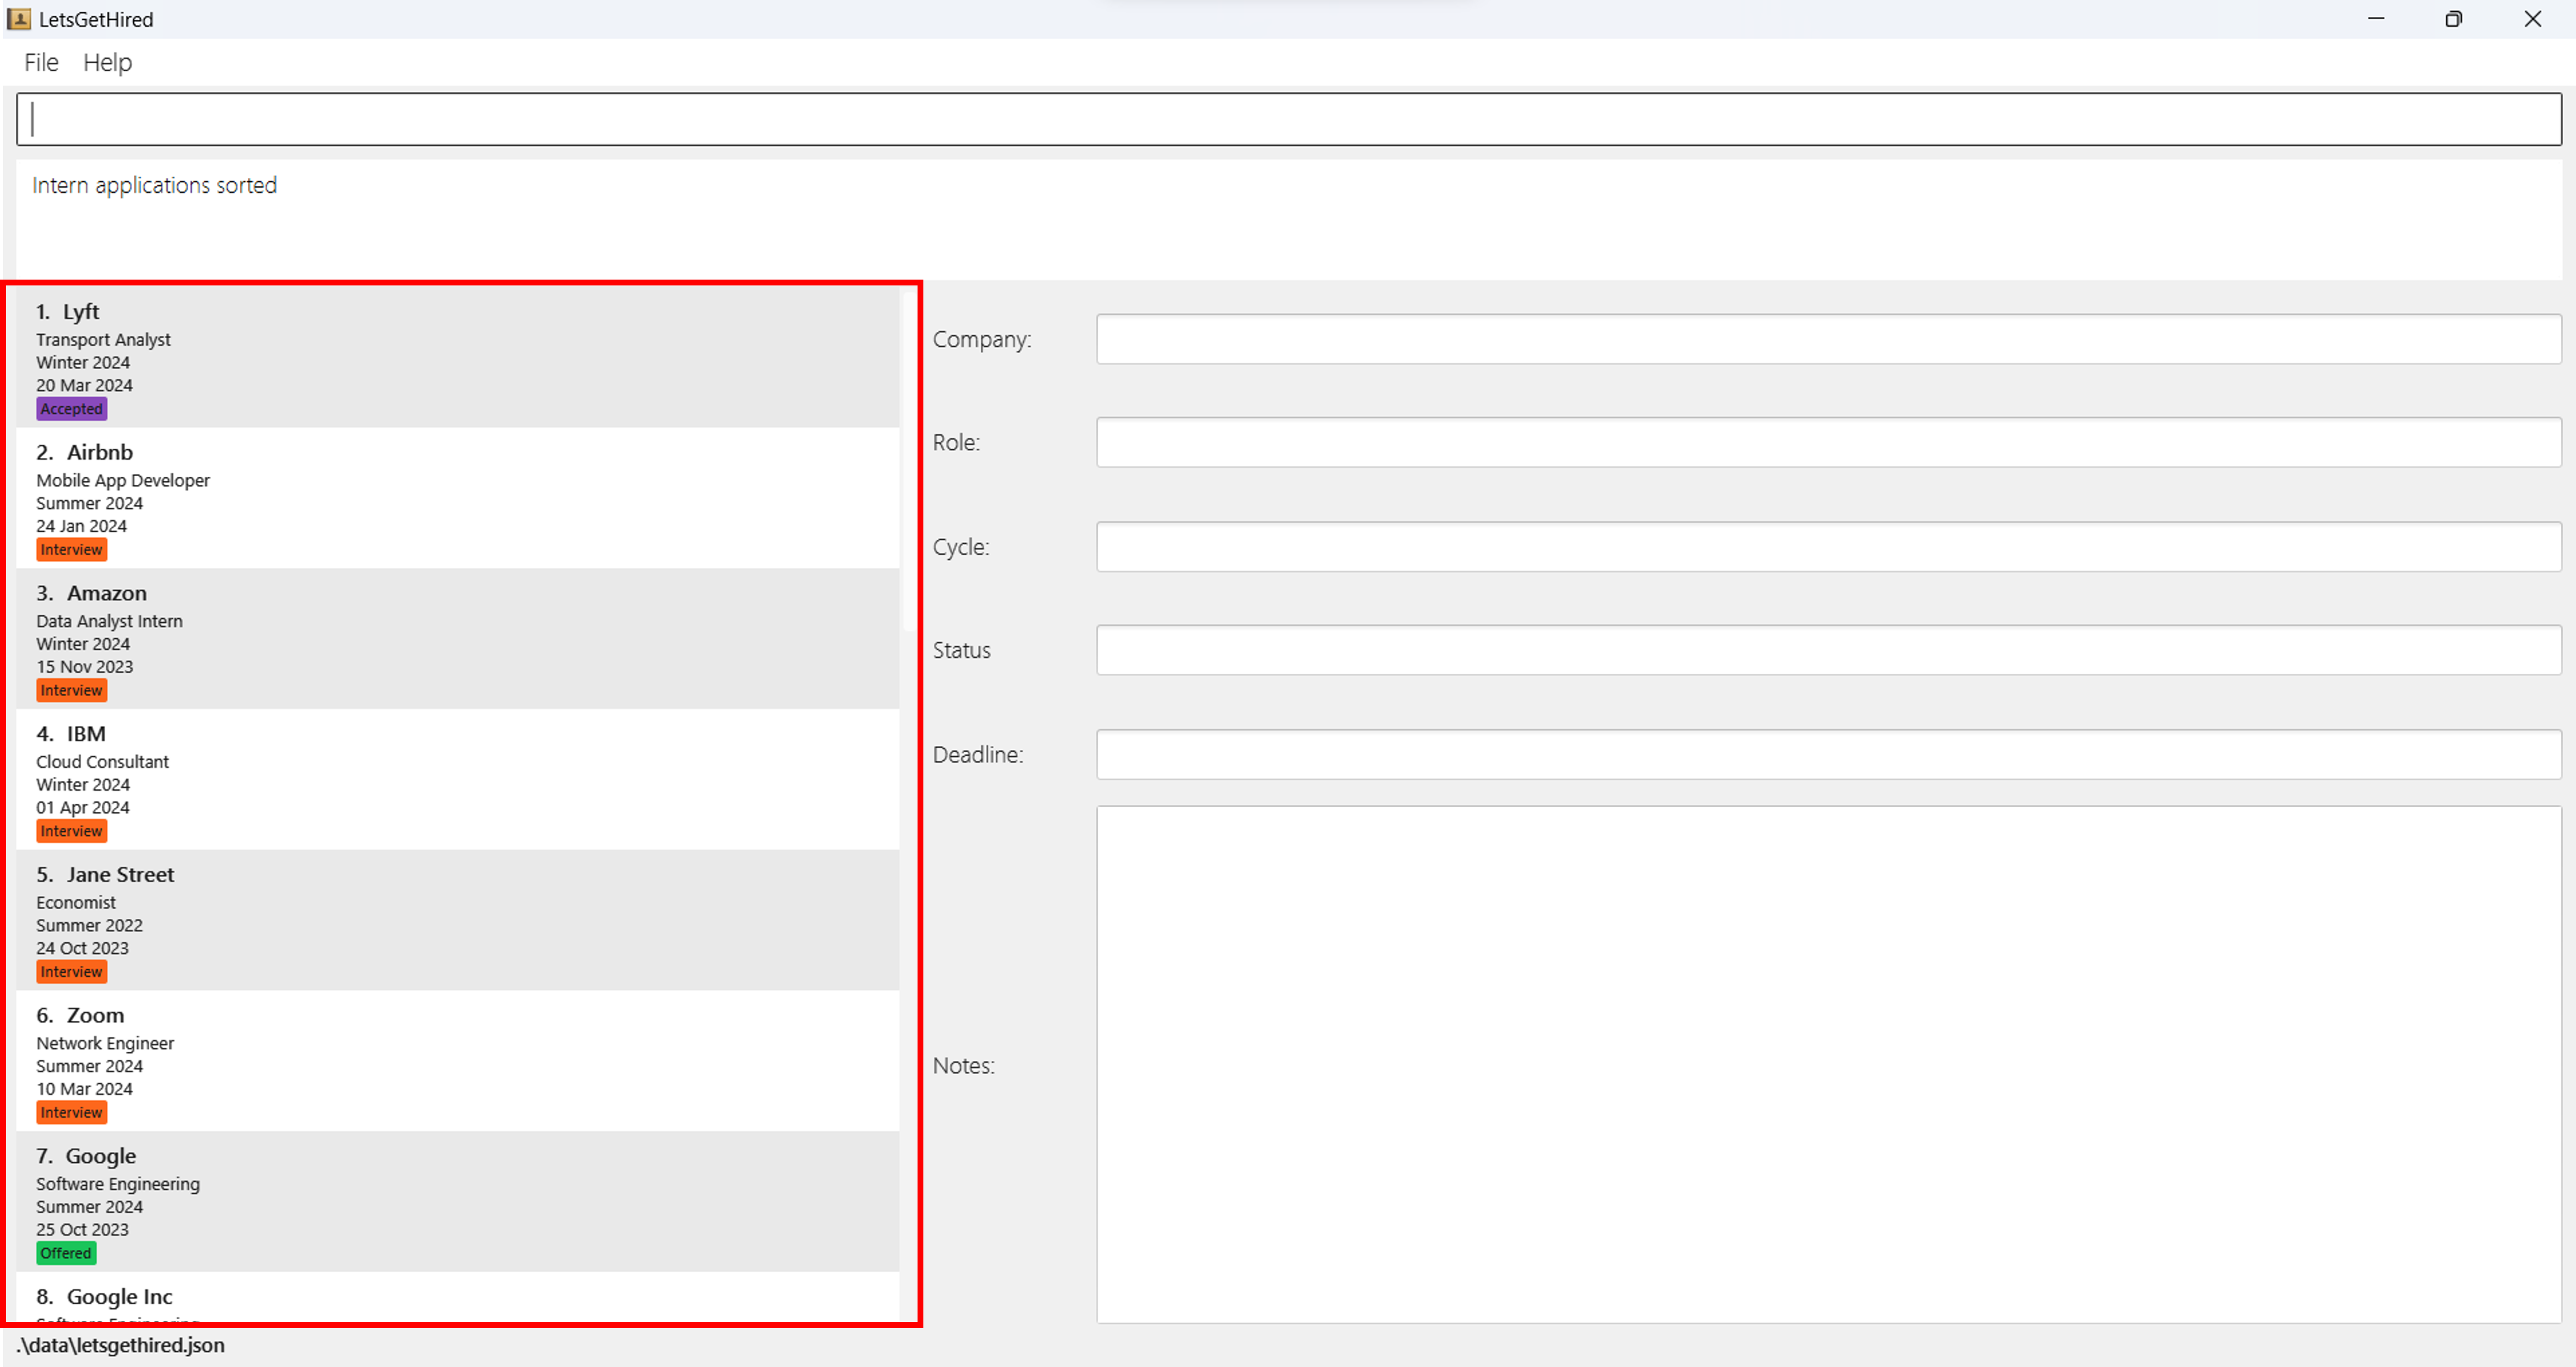 LetsGetHired
File Help
Intern applications sorted
1. Lyft
Transport Analyst
Winter 2024
20 Mar 2024
Accepted
2. Airbnb
Mobile App Developer
Summer 2024
24 Jan 2024
Interview
3. Amazon
Data Analyst Intern
Winter 2024
15 Nov 2023
Interview
4. IBM
Cloud Consultant
Winter 2024
01 Apr 2024
Interview
5. Jane Street
Economist
Summer 2022
24 Oct 2023
Interview
6. Zoom
Network Engineer
Summer 2024
10 Mar 2024
Interview
7. Google
Software Engineering
Summer 2024
25 Oct 2023
Offered
8. Google Inc
Company:
Role:
Cycle:
Status
Deadline:
Notes:
.\data\letsgethired.json